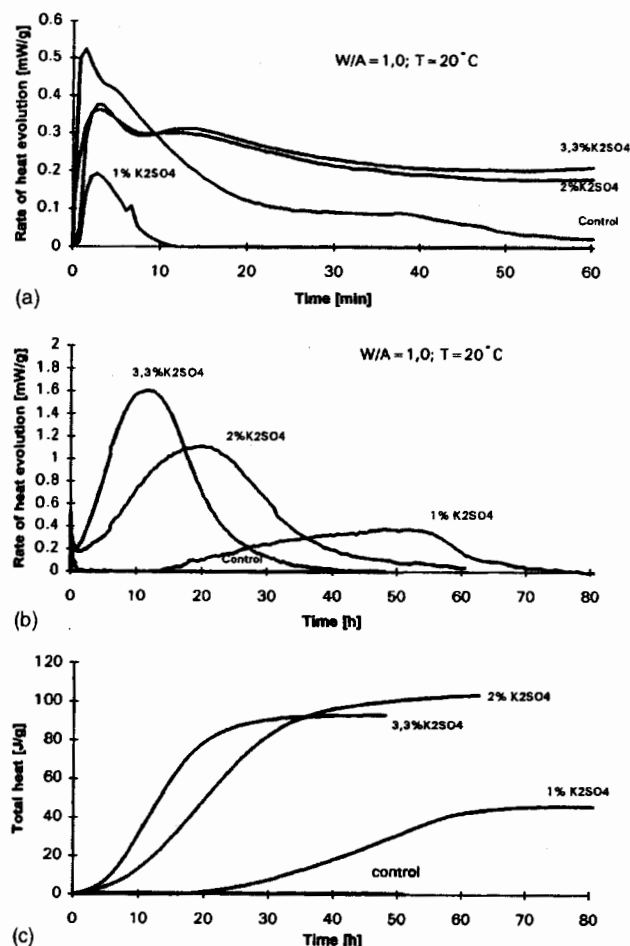 Rate of heat evolution [mW/g]
0.6
0.5
0.4
0.3
0.2
0.1
0
W/A = 1,0; T = 20°C
1% K2SO4
3,3%K2SO4
2%K2SO4
Control
0 10 20 30 40 50 60
Time [min]
(a)
Rate of heat evolution [mW/g]
2
1.8
1.6
1.4
1.2
1
0.8
0.6
0.4
0.2
0
W/A = 1,0; T = 20°C
3,3%K2SO4
2%K2SO4
1% K2SO4
Control
0 10 20 30 40 50 60 70 80
Time [h]
(b)
Total heat [J/g]
120
100
80
60
40
20
0
2% K2SO4
3,3%K2SO4
1% K2SO4
control
0 10 20 30 40 50 60 70 80
Time [h]
(c)